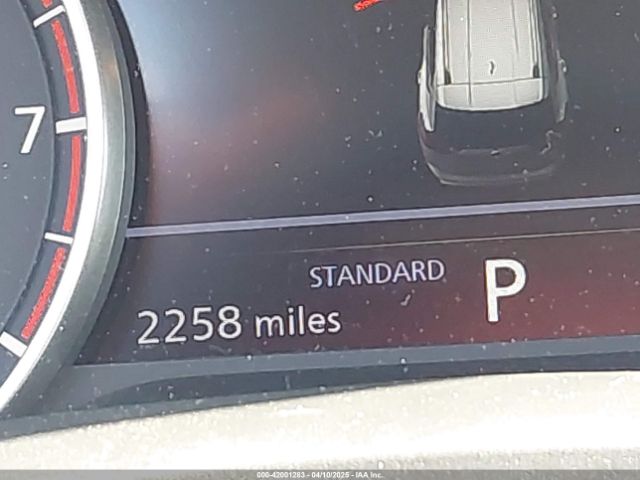 7
STANDARD P
2258 miles
000-42001283 - 04/10/2025 - IAA Inc.